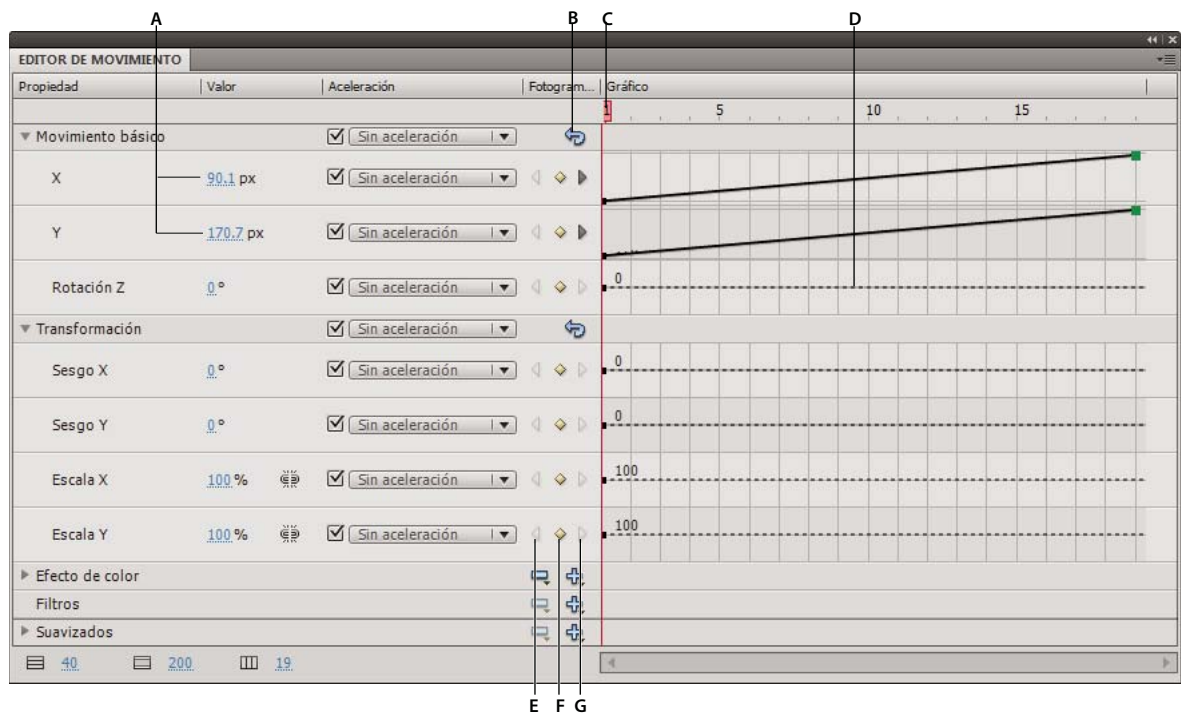 A B C D
EDITOR DE MOVIMIENTO
Propiedad Valor Aceleración Fotogram... Gráfico
1 5 10 15
Movimiento básico Sin aceleración
X 90.1 px Sin aceleración
Y 170.7 px Sin aceleración
Rotación Z 0° Sin aceleración 0
Transformación Sin aceleración
Sesgo X 0° Sin aceleración 0
Sesgo Y 0° Sin aceleración 0
Escala X 100 % Sin aceleración 100
Escala Y 100 % Sin aceleración 100
Efecto de color
Filtros
Suavizados
40 200 19
E F G